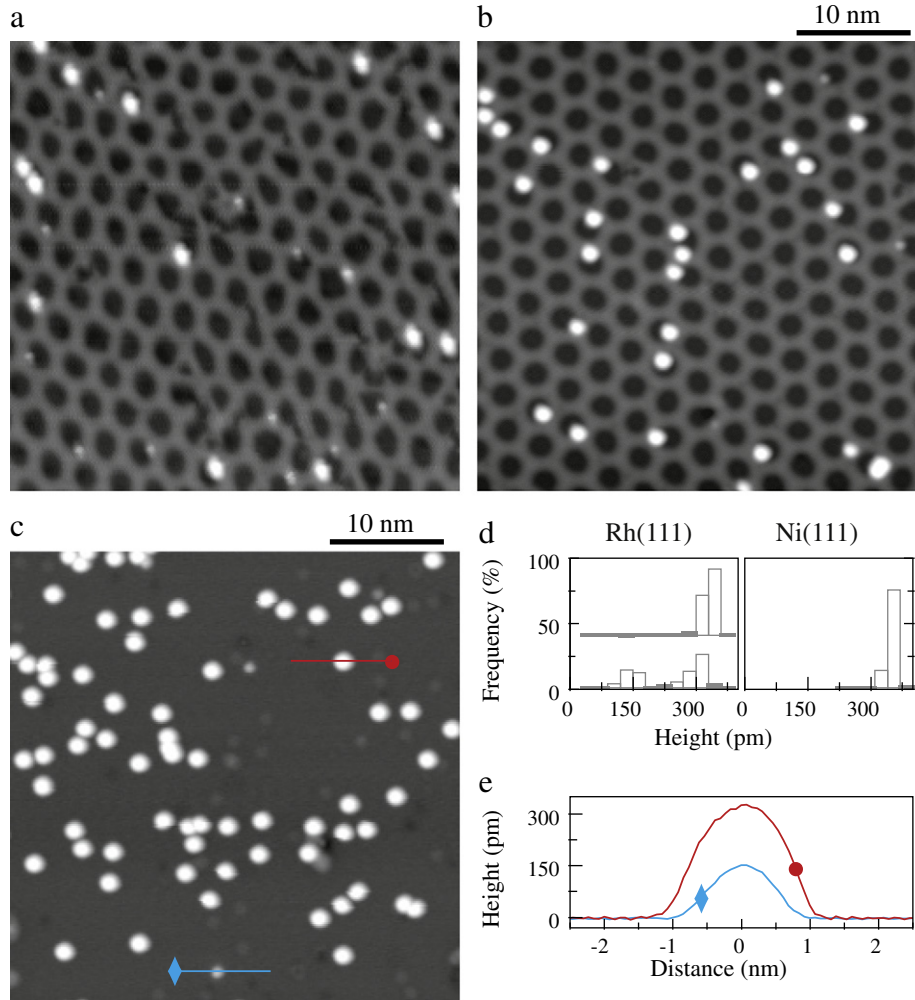 a
b
10 nm
c
10 nm
d
Rh(111)
Ni(111)
Frequency (%)
100
50
0
0
150
300
0
150
300
Height (pm)
e
Height (pm)
300
150
0
-2
-1
0
1
2
Distance (nm)